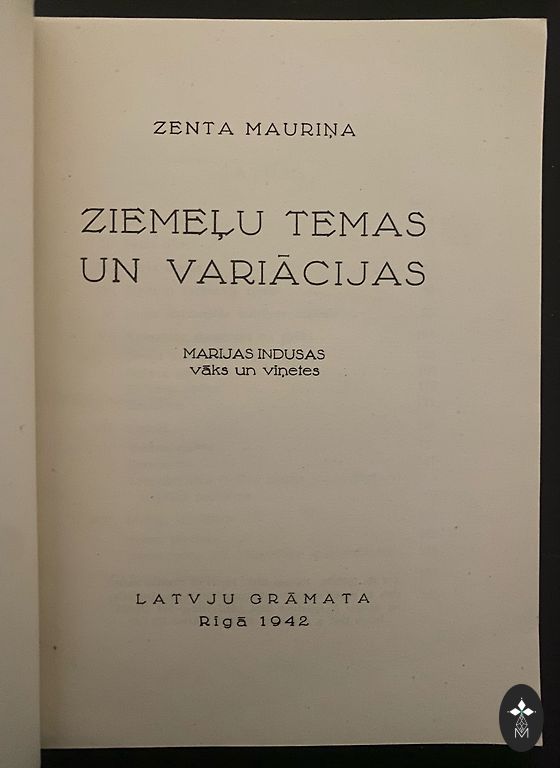 ZENTA MAURIŅA
ZIEMEĻU TEMAS
UN VARIĀCIJAS
MARIJAS INDUSAS
vāks un viņetes
LATVJU GRĀMATA
Rīgā 1942
M